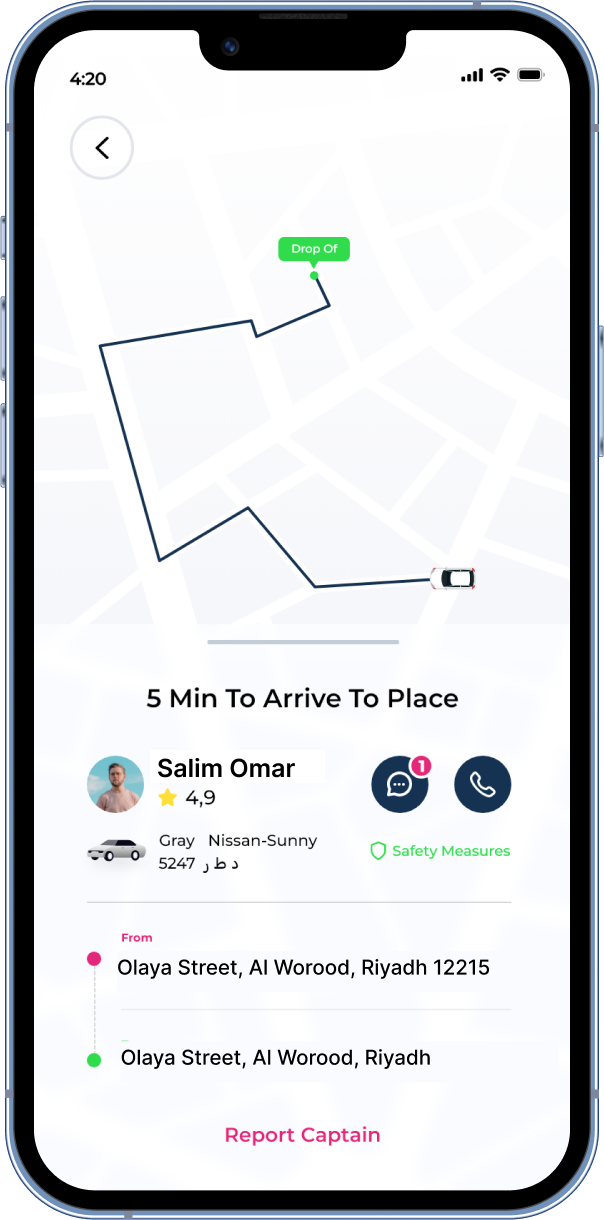 4:20
Drop Of
5 Min To Arrive To Place
Salim Omar
1
4,9
Gray Nissan-Sunny
5247 د ط ر
Safety Measures
From
Olaya Street, Al Worood, Riyadh 12215
Olaya Street, Al Worood, Riyadh
Report Captain